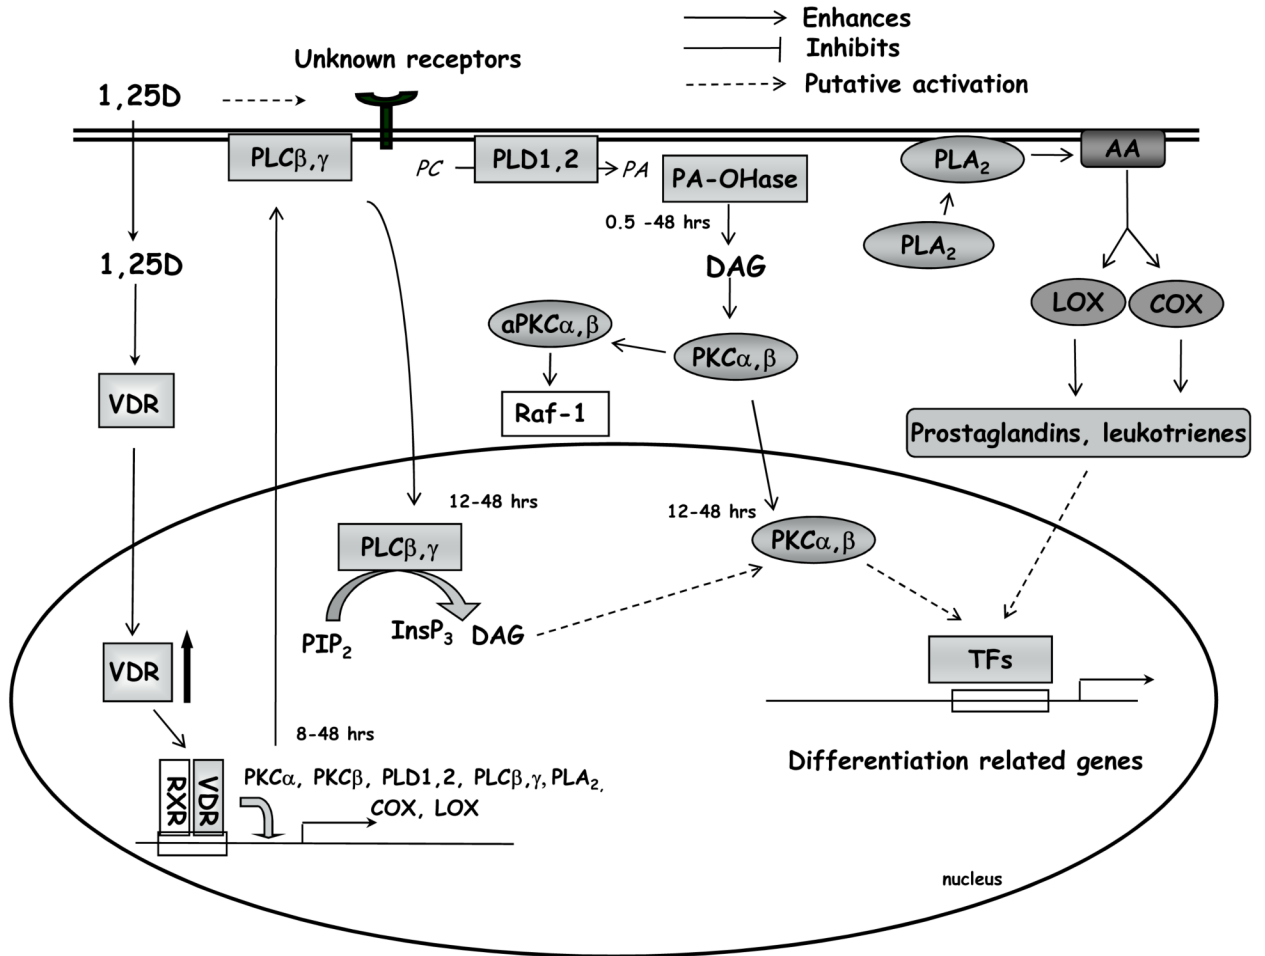 Enhances
Inhibits
Putative activation
Unknown receptors
1,25D
PLCβ,γ
PC
PLD1,2
PA
PA-OHase
PLA2
AA
0.5 -48 hrs
PLA2
1,25D
DAG
LOX
COX
aPKCα,β
PKCα,β
VDR
Raf-1
Prostaglandins, leukotrienes
12-48 hrs
12-48 hrs
PLCβ,γ
PKCα,β
PIP2
InsP3
DAG
VDR
TFs
8-48 hrs
Differentiation related genes
RXR
VDR
PKCα, PKCβ, PLD1,2, PLCβ,γ, PLA2,
COX, LOX
nucleus